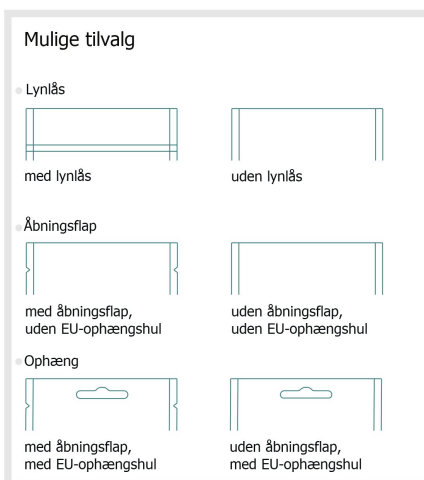 Mulige tilvalg
Lynlås
med lynlås
uden lynlås
Åbningsflap
med åbningsflap,
uden EU-ophængshul
uden åbningsflap,
uden EU-ophængshul
Ophæng
med åbningsflap,
med EU-ophængshul
uden åbningsflap,
med EU-ophængshul